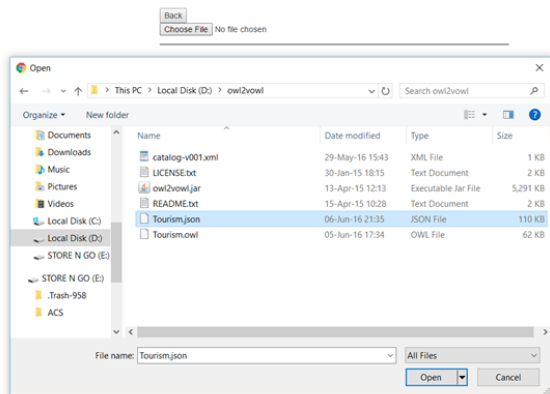 Back
Choose File No file chosen
Open
This PC > Local Disk (D:) > owl2vowl
Search owl2vowl
Organize New folder
Name Date modified Type Size
Documents
Downloads
Music
Pictures
Videos
Local Disk (C:)
Local Disk (D:)
STORE N GO (E:)
STORE N GO (E:)
.Trash-958
ACS
catalog-v001.xml 29-May-16 15:43 XML File 1 KB
LICENSE.txt 30-Jan-15 18:15 Text Document 2 KB
owl2vowl.jar 13-Apr-15 12:13 Executable Jar File 5,291 KB
README.txt 15-Apr-15 10:28 Text Document 2 KB
Tourism.json 06-Jun-16 21:35 JSON File 110 KB
Tourism.owl 05-Jun-16 17:34 OWL File 62 KB
File name: Tourism.json All Files
Open Cancel